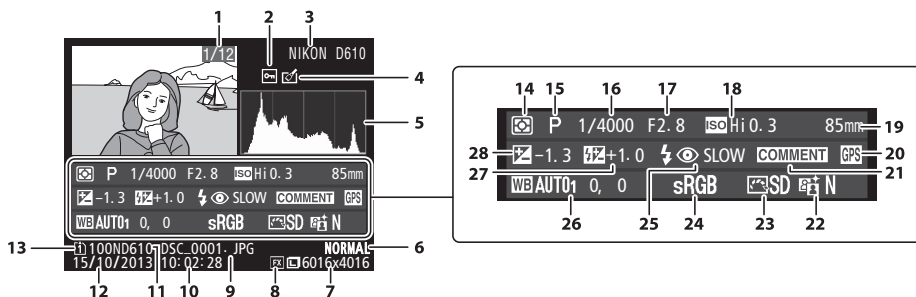 1 2 3
1/12 NIKON D610
4
5
P 1/4000 F2.8 ISO Hi 0.3 85mm
-1.3 +1.0 SLOW COMMENT GPS
WB AUTO1 0, 0 sRGB SD N
13 1 100ND610 DSC_0001.JPG NORMAL 6
15/10/2013 10:02:28 FX 6016x4016
12 11 10 9 8 7
14 15 16 17 18
P 1/4000 F2.8 ISO Hi 0.3 85mm 19
28 -1.3 +1.0 SLOW COMMENT GPS 20
27 21
WB AUTO1 0, 0 sRGB SD N
26 25 24 23 22